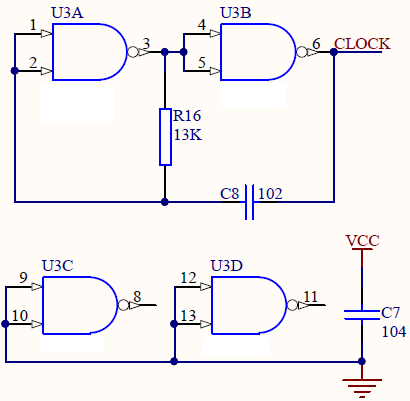 U3A U3B
1 4
3 6 CLOCK
2 5
R16
13K
C8 102
VCC
U3C U3D
9 12
8 11
10 13
C7
104